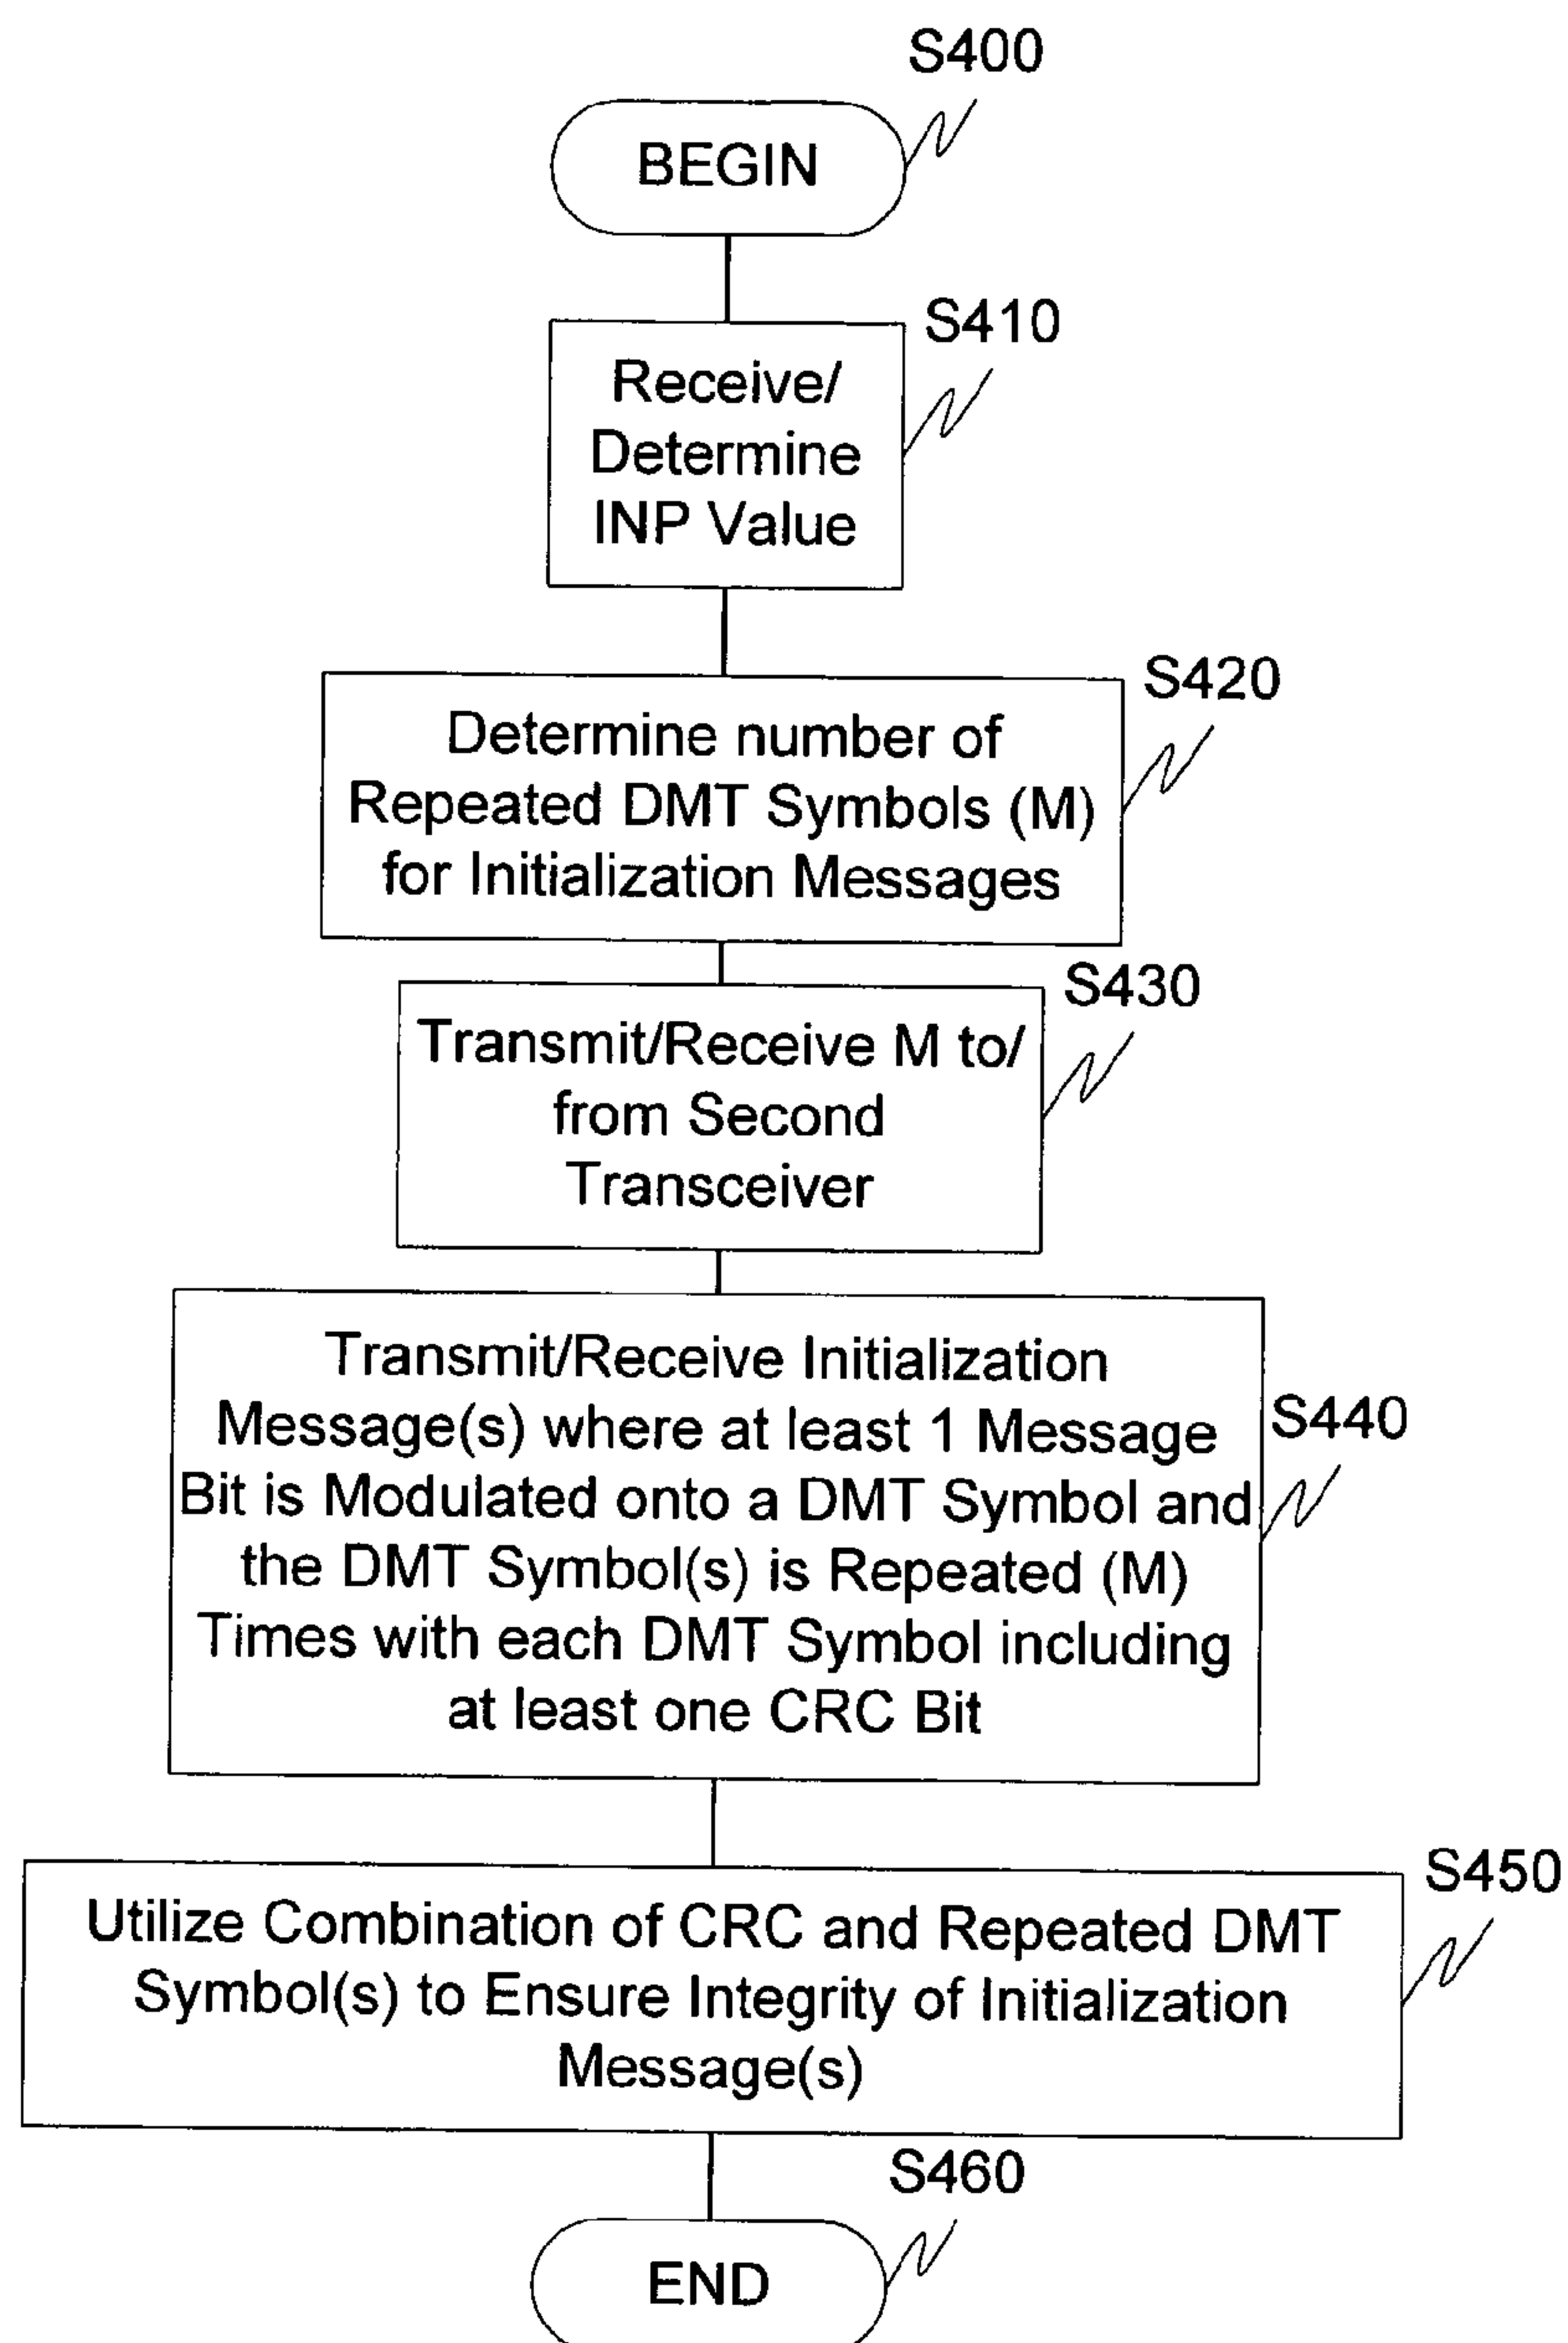 S400
BEGIN
S410
Receive/
Determine
INP Value
S420
Determine number of
Repeated DMT Symbols (M)
for Initialization Messages
S430
Transmit/Receive M to/
from Second
Transceiver
S440
Transmit/Receive Initialization
Message(s) where at least 1 Message
Bit is Modulated onto a DMT Symbol and
the DMT Symbol(s) is Repeated (M)
Times with each DMT Symbol including
at least one CRC Bit
S450
Utilize Combination of CRC and Repeated DMT
Symbol(s) to Ensure Integrity of Initialization
Message(s)
S460
END